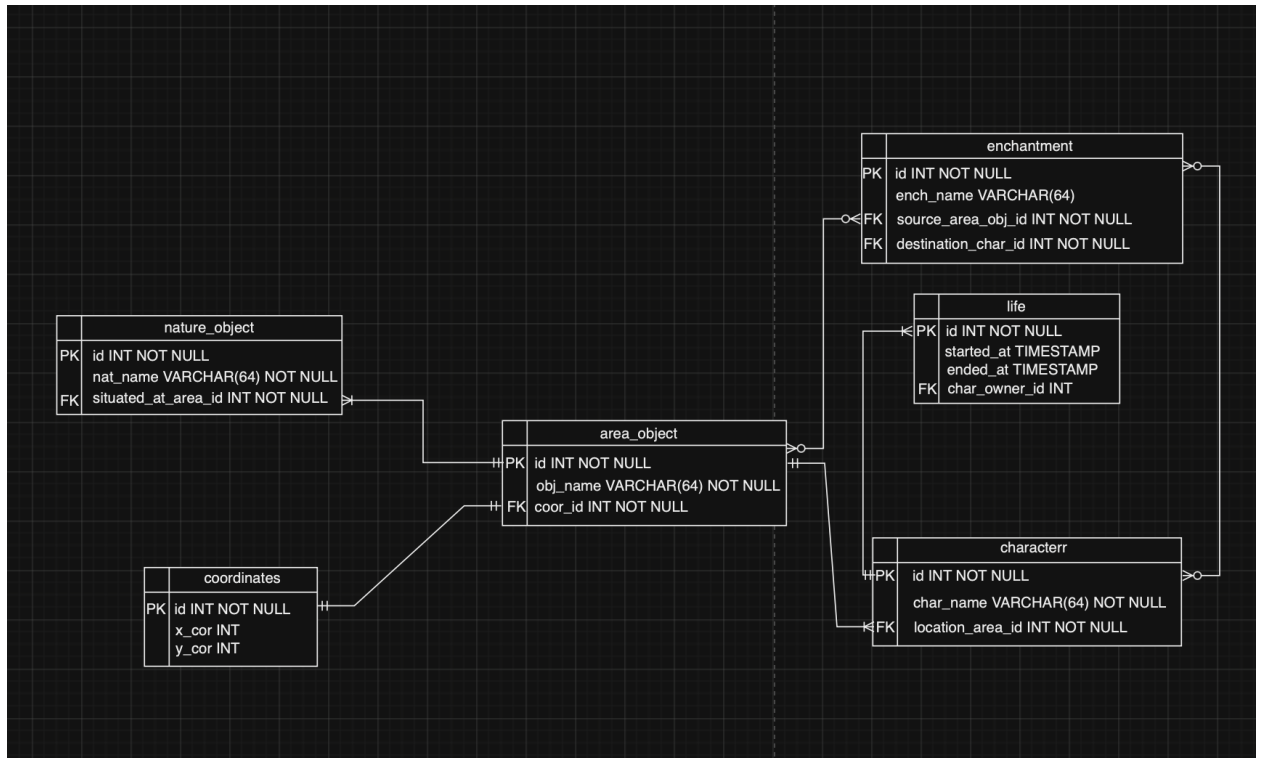 enchantment
PK id INT NOT NULL
ench_name VARCHAR(64)
FK source_area_obj_id INT NOT NULL
FK destination_char_id INT NOT NULL
life
PK id INT NOT NULL
started_at TIMESTAMP
ended_at TIMESTAMP
FK char_owner_id INT
nature_object
PK id INT NOT NULL
nat_name VARCHAR(64) NOT NULL
FK situated_at_area_id INT NOT NULL
area_object
PK id INT NOT NULL
obj_name VARCHAR(64) NOT NULL
FK coor_id INT NOT NULL
coordinates
PK id INT NOT NULL
x_cor INT
y_cor INT
characterr
PK id INT NOT NULL
char_name VARCHAR(64) NOT NULL
FK location_area_id INT NOT NULL